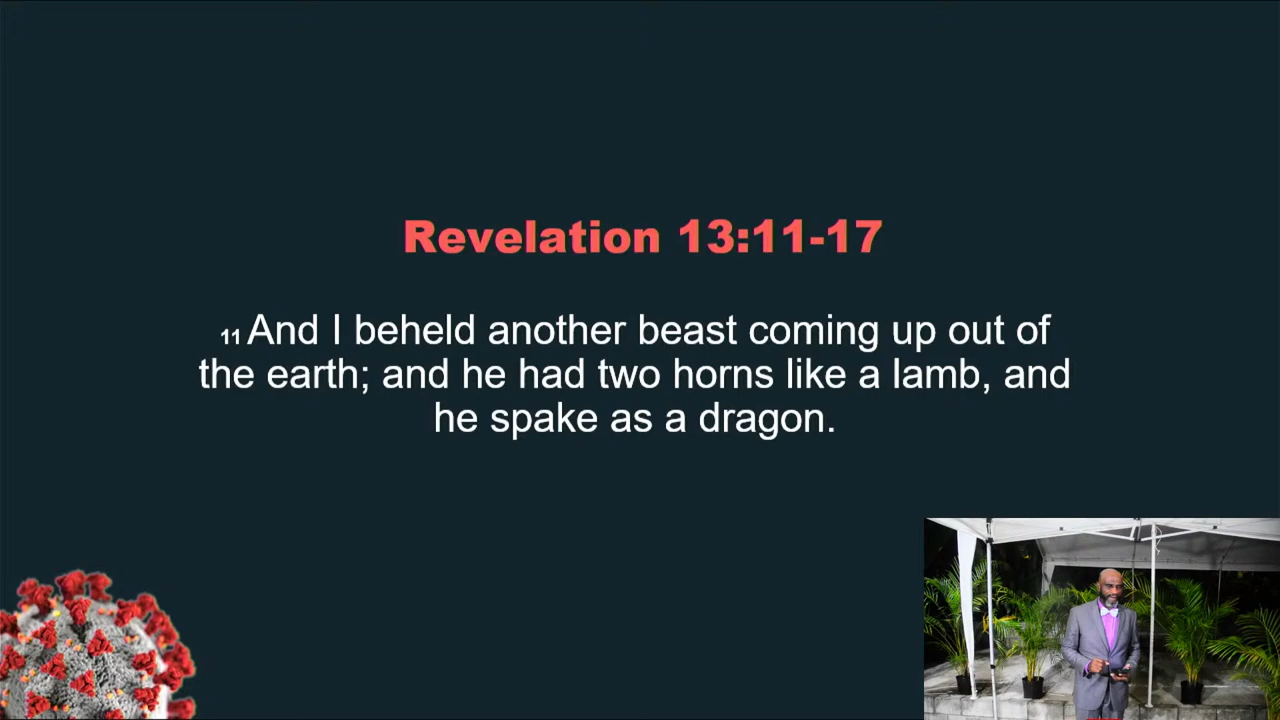 Revelation 13:11-17
11 And I beheld another beast coming up out of
the earth; and he had two horns like a lamb, and
he spake as a dragon.